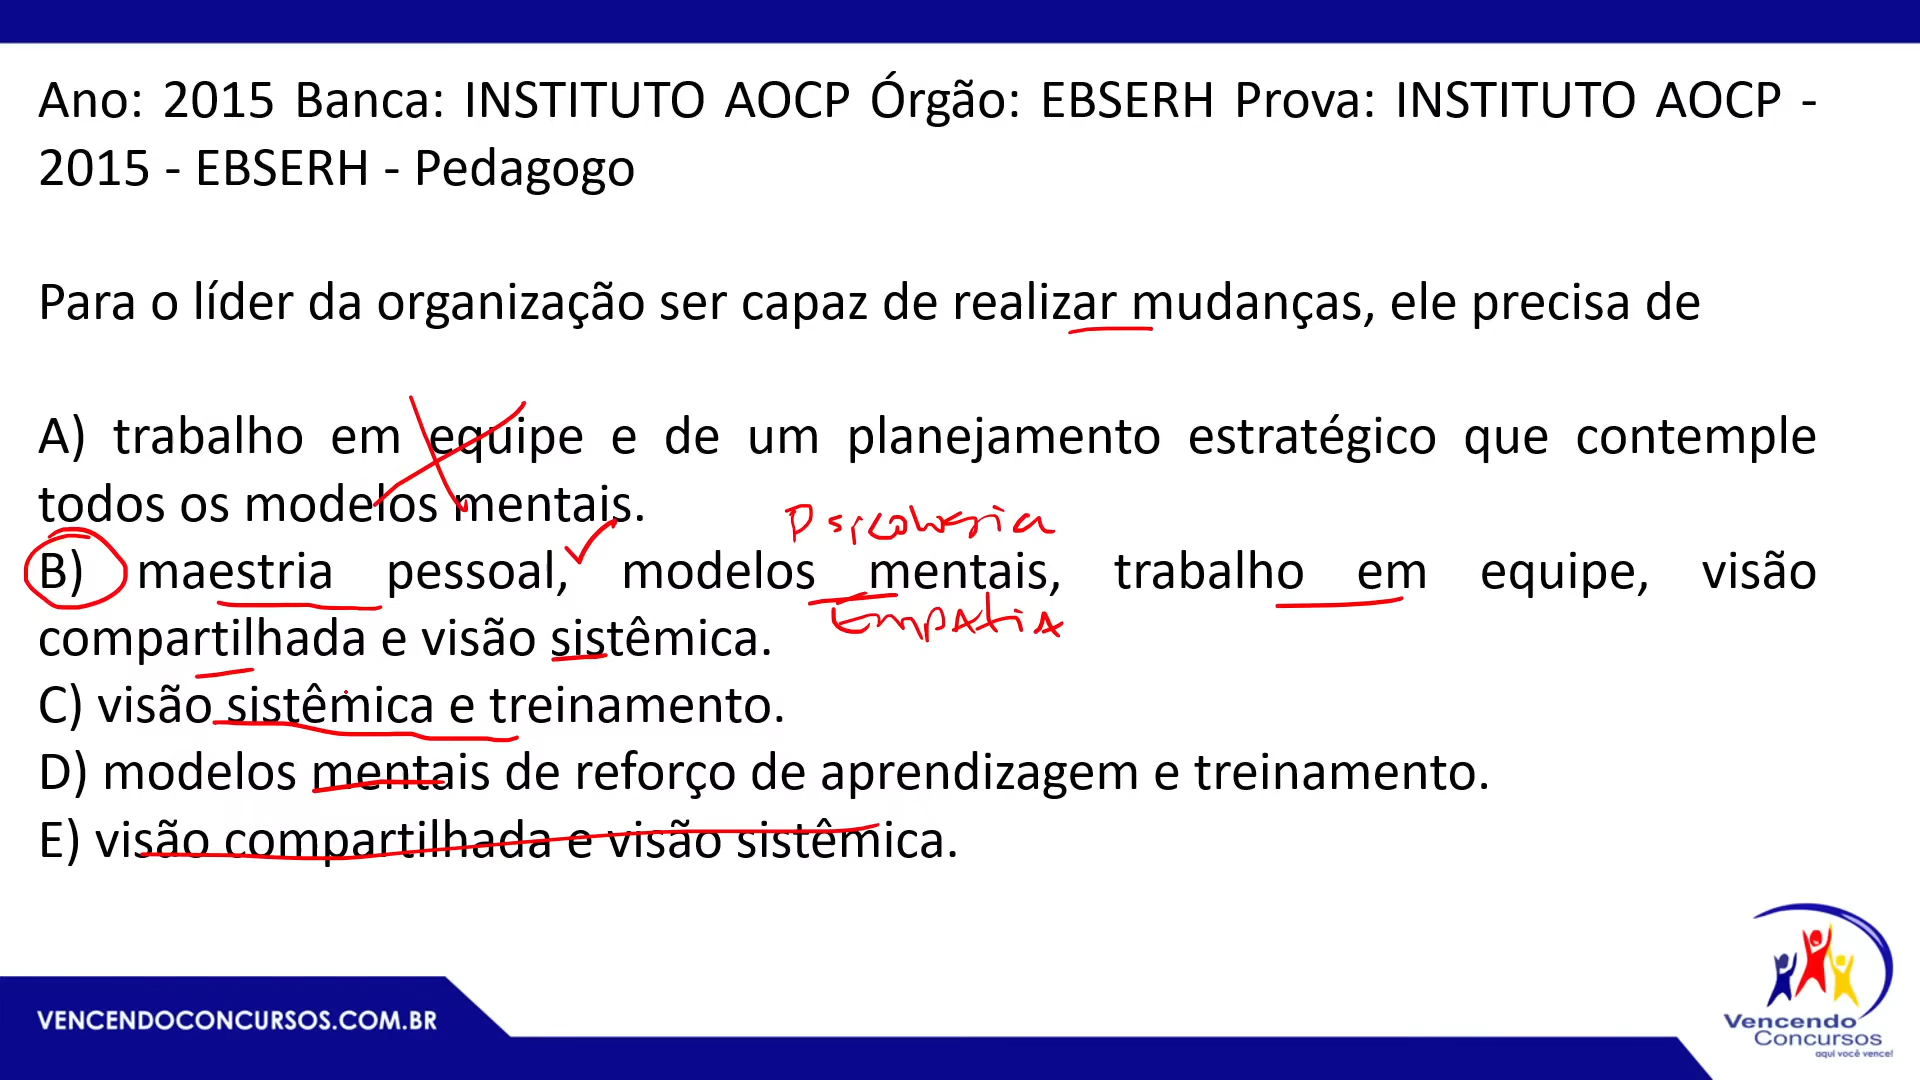 Ano: 2015 Banca: INSTITUTO AOCP Órgão: EBSERH Prova: INSTITUTO AOCP -
2015 - EBSERH - Pedagogo
Para o líder da organização ser capaz de realizar mudanças, ele precisa de
A) trabalho em equipe e de um planejamento estratégico que contemple
todos os modelos mentais.
Psicologia
B) maestria pessoal, modelos mentais, trabalho em equipe, visão
Empatia
compartilhada e visão sistêmica.
C) visão sistêmica e treinamento.
D) modelos mentais de reforço de aprendizagem e treinamento.
E) visão compartilhada e visão sistêmica.
VENCENDOCONCURSOS.COM.BR
Vencendo
Concursos
aqui você vence!